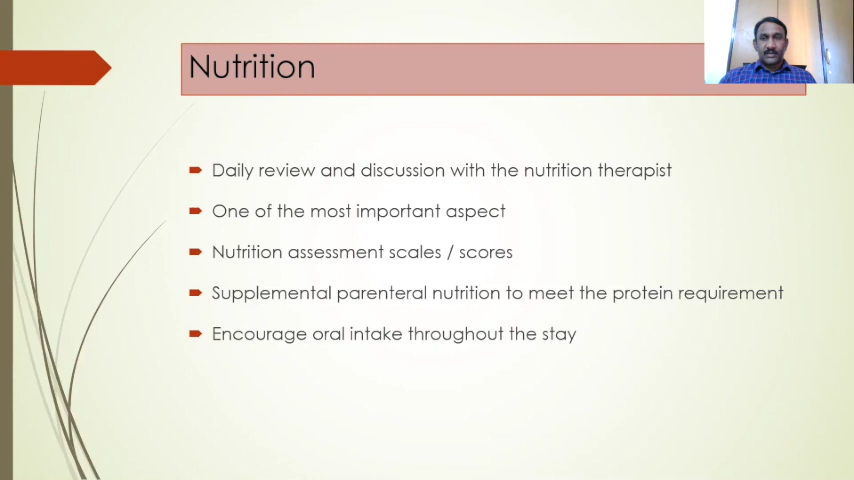 Nutrition
Daily review and discussion with the nutrition therapist
One of the most important aspect
Nutrition assessment scales / scores
Supplemental parenteral nutrition to meet the protein requirement
Encourage oral intake throughout the stay